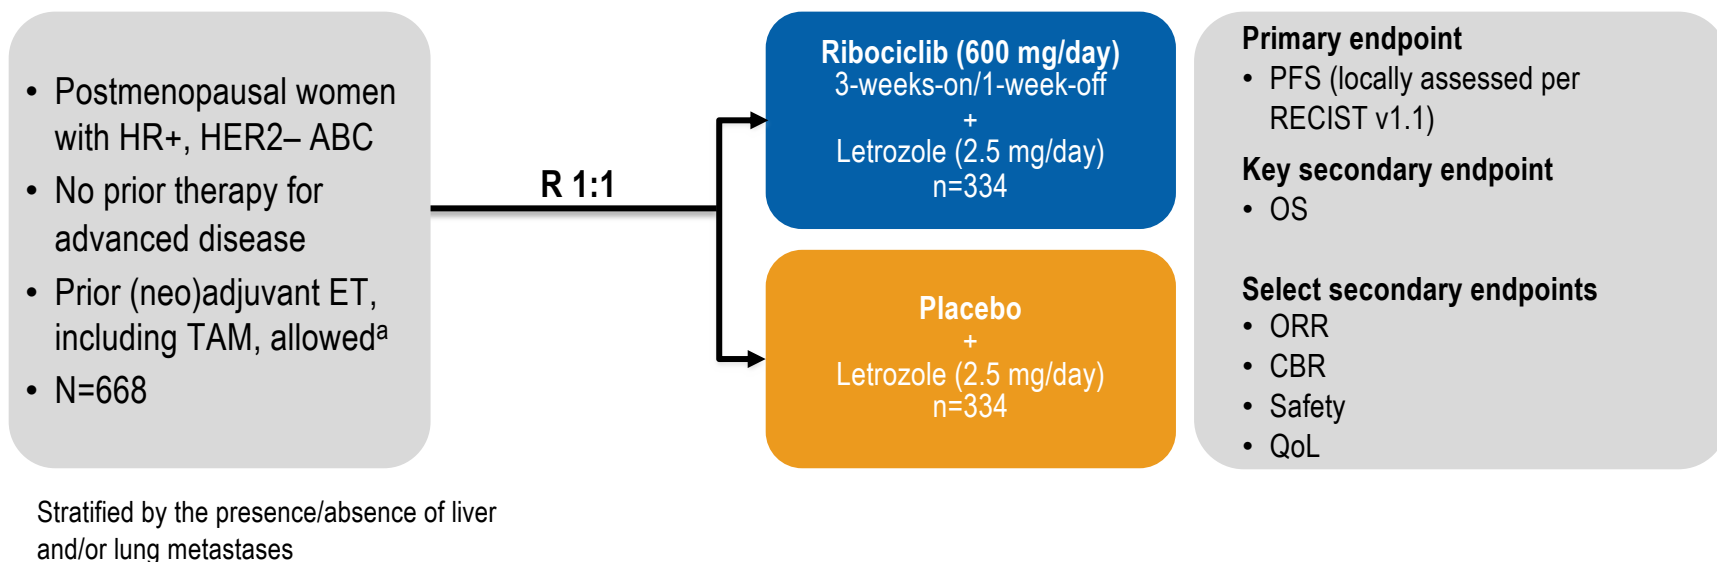 • Postmenopausal women
with HR+, HER2– ABC
• No prior therapy for
advanced disease
• Prior (neo)adjuvant ET,
including TAM, allowedᵃ
• N=668
R 1:1
Ribociclib (600 mg/day)
3-weeks-on/1-week-off
+
Letrozole (2.5 mg/day)
n=334
Placebo
+
Letrozole (2.5 mg/day)
n=334
Primary endpoint
• PFS (locally assessed per
RECIST v1.1)
Key secondary endpoint
• OS
Select secondary endpoints
• ORR
• CBR
• Safety
• QoL
Stratified by the presence/absence of liver
and/or lung metastases